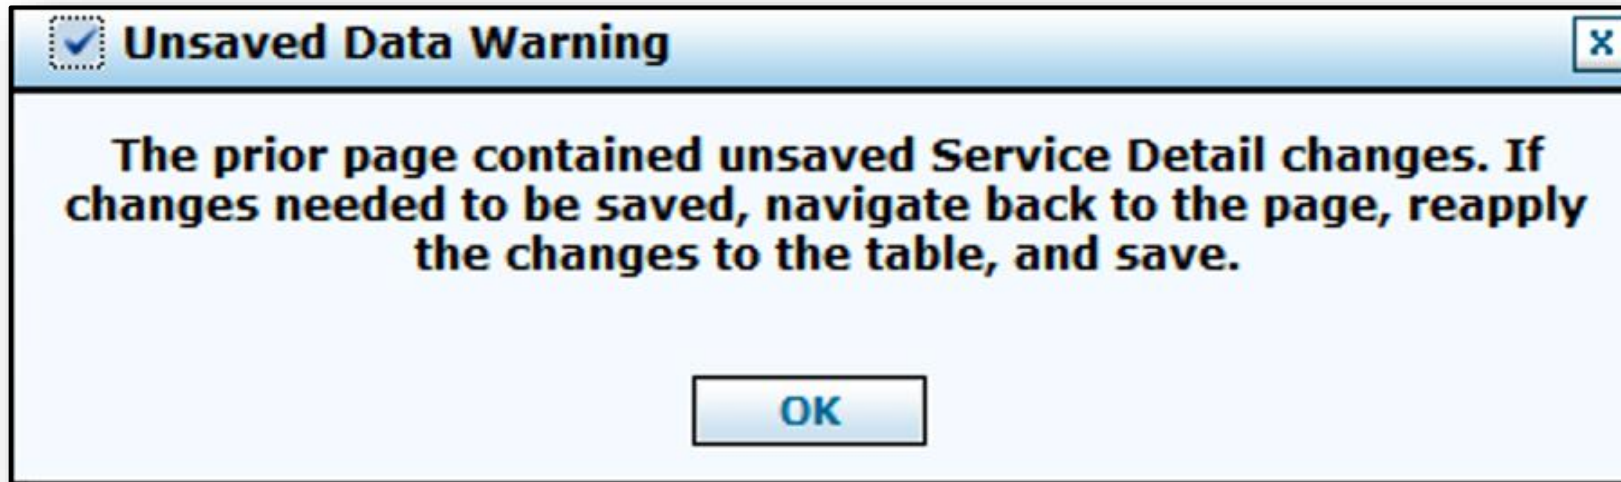 Unsaved Data Warning
x
The prior page contained unsaved Service Detail changes. If
changes needed to be saved, navigate back to the page, reapply
the changes to the table, and save.
OK